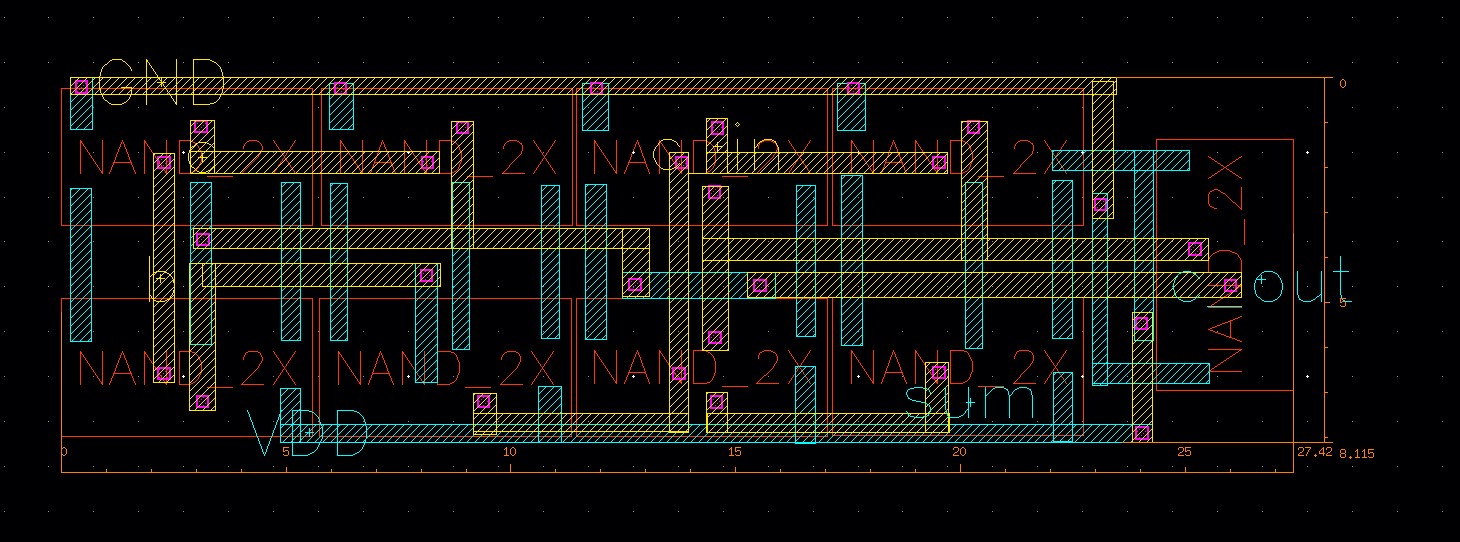 GND
0
NAND_2X NAND_2X NAND_2X cin NAND_2X
NAND_2X
b
cout
5
NAND_2X NAND_2X NAND_2X NAND_2X
sum
VDD
0 5 10 15 20 25 27.42 8.115